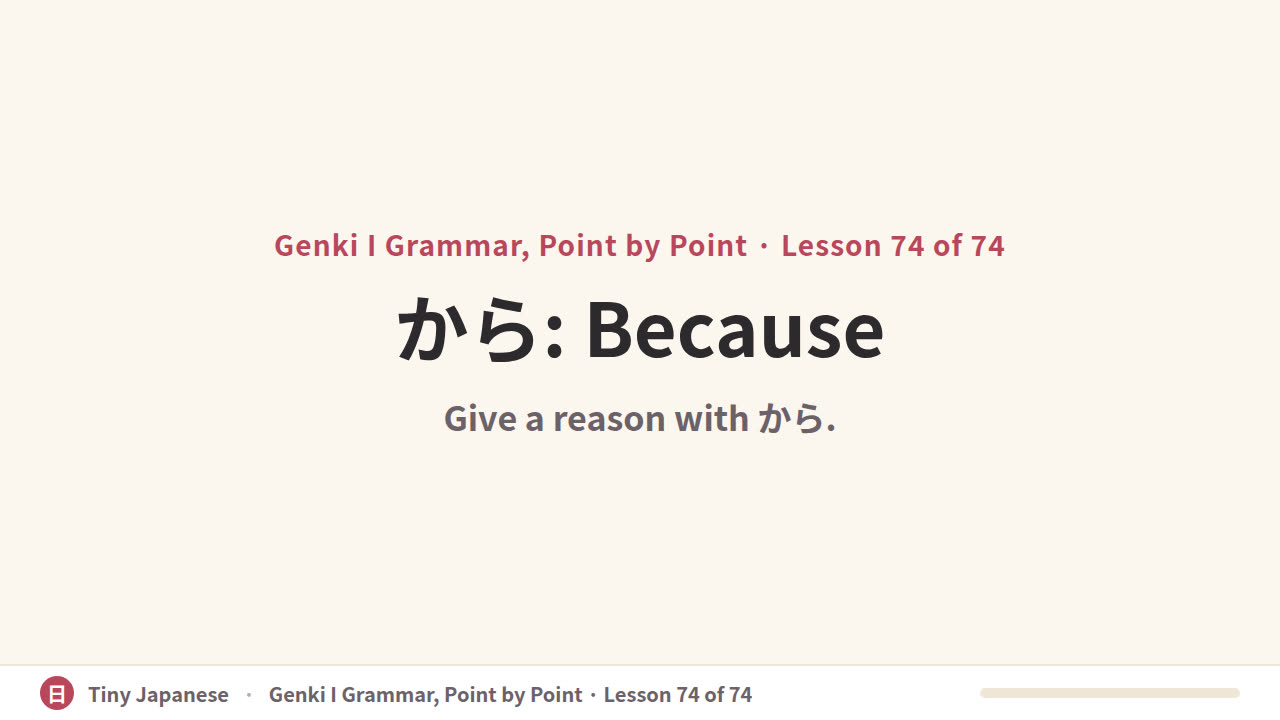 Genki I Grammar, Point by Point · Lesson 74 of 74
から: Because
Give a reason with から.
日 Tiny Japanese · Genki I Grammar, Point by Point · Lesson 74 of 74